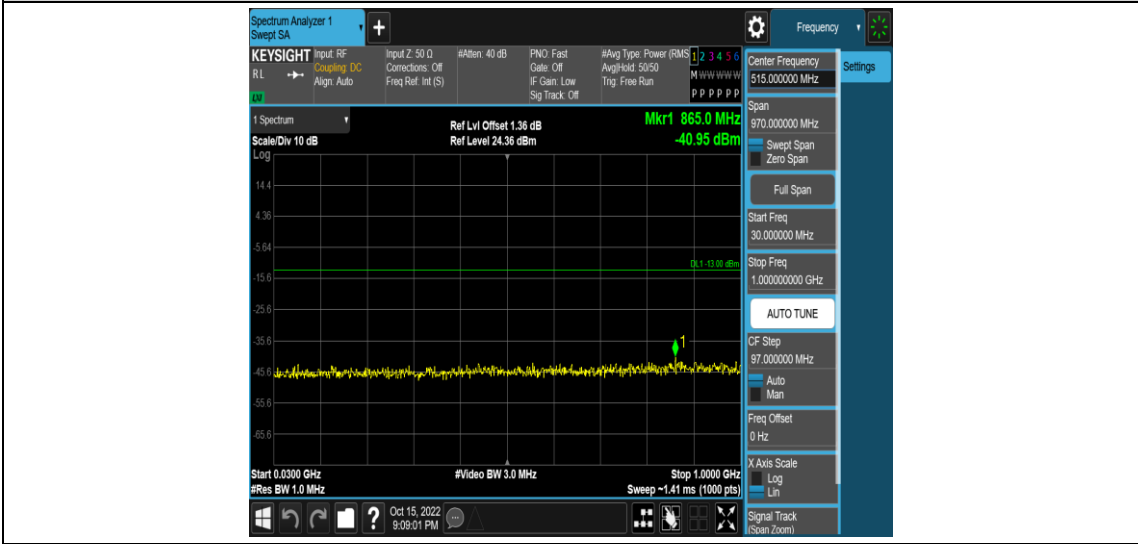 Spectrum Analyzer 1
Swept SA
+
Frequency
KEYSIGHT
RL
Input: RF
Coupling: DC
Align: Auto
Input Z: 50 Ω
Corrections: Off
Freq Ref: Int (S)
#Atten: 40 dB
PNO: Fast
Gate: Off
IF Gain: Low
Sig Track: Off
#Avg Type: Power (RMS
Avg|Hold: 50/50
Trig: Free Run
1 2 3 4 5 6
M W W W W W
P P P P P P
Center Frequency
515.000000 MHz
Settings
1 Spectrum
Scale/Div 10 dB
Ref Lvl Offset 1.36 dB
Ref Level 24.36 dBm
Mkr1 865.0 MHz
-40.95 dBm
Log
14.4
4.36
-5.64
DL1 -13.00 dBm
-15.6
-25.6
-35.6
1
-45.6
-55.6
-65.6
Start 0.0300 GHz
#Res BW 1.0 MHz
#Video BW 3.0 MHz
Stop 1.0000 GHz
Sweep ~1.41 ms (1000 pts)
Span
970.000000 MHz
Swept Span
Zero Span
Full Span
Start Freq
30.000000 MHz
Stop Freq
1.000000000 GHz
AUTO TUNE
CF Step
97.000000 MHz
Auto
Man
Freq Offset
0 Hz
X Axis Scale
Log
Lin
Signal Track
(Span Zoom)
?
Oct 15, 2022
9:09:01 PM